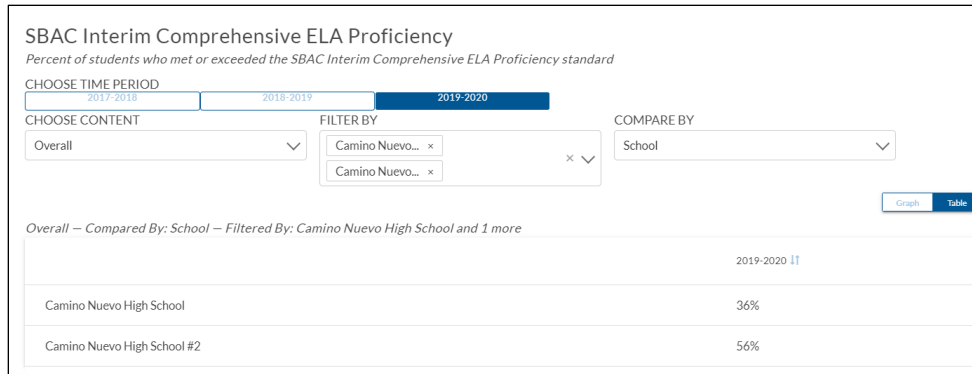 SBAC Interim Comprehensive ELA Proficiency
Percent of students who met or exceeded the SBAC Interim Comprehensive ELA Proficiency standard
CHOOSE TIME PERIOD
2017-2018 2018-2019 2019-2020
CHOOSE CONTENT FILTER BY COMPARE BY
Overall Camino Nuevo... × × School
Camino Nuevo... ×
Graph Table
Overall — Compared By: School — Filtered By: Camino Nuevo High School and 1 more
2019-2020
Camino Nuevo High School 36%
Camino Nuevo High School #2 56%